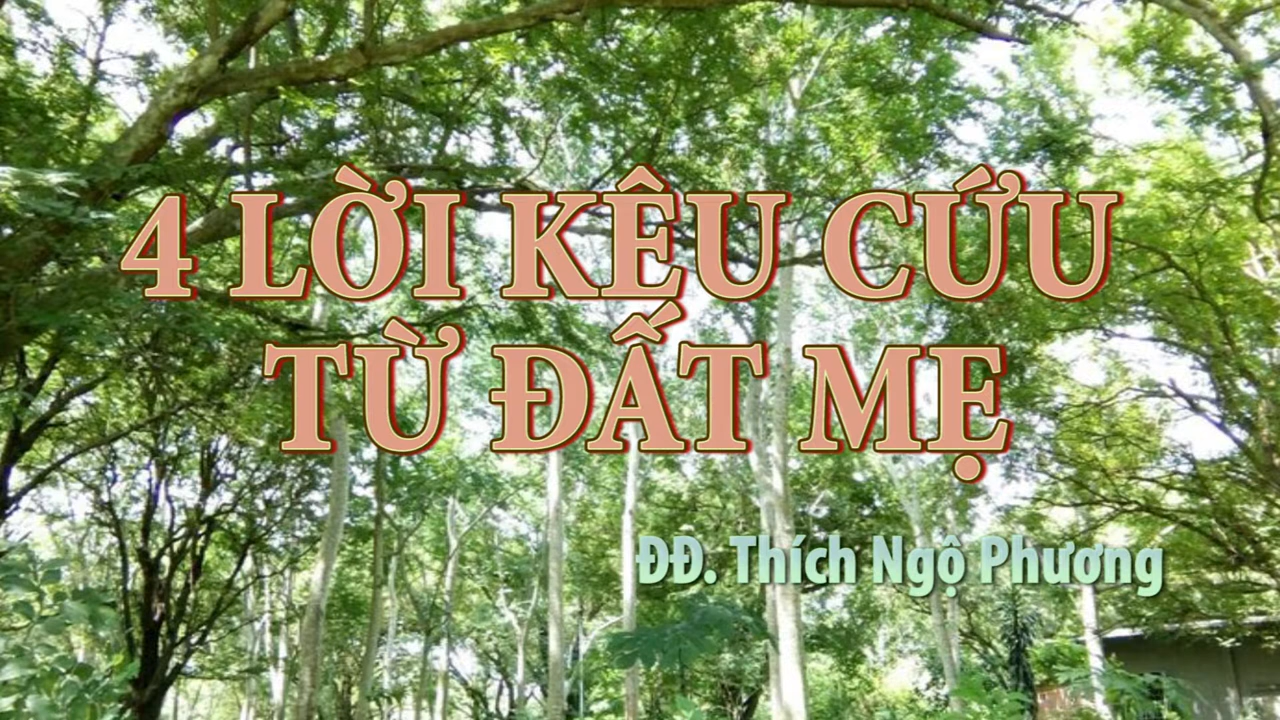 4 LỜI KÊU CỨU
TỪ ĐẤT MẸ
ĐĐ. Thích Ngộ Phương